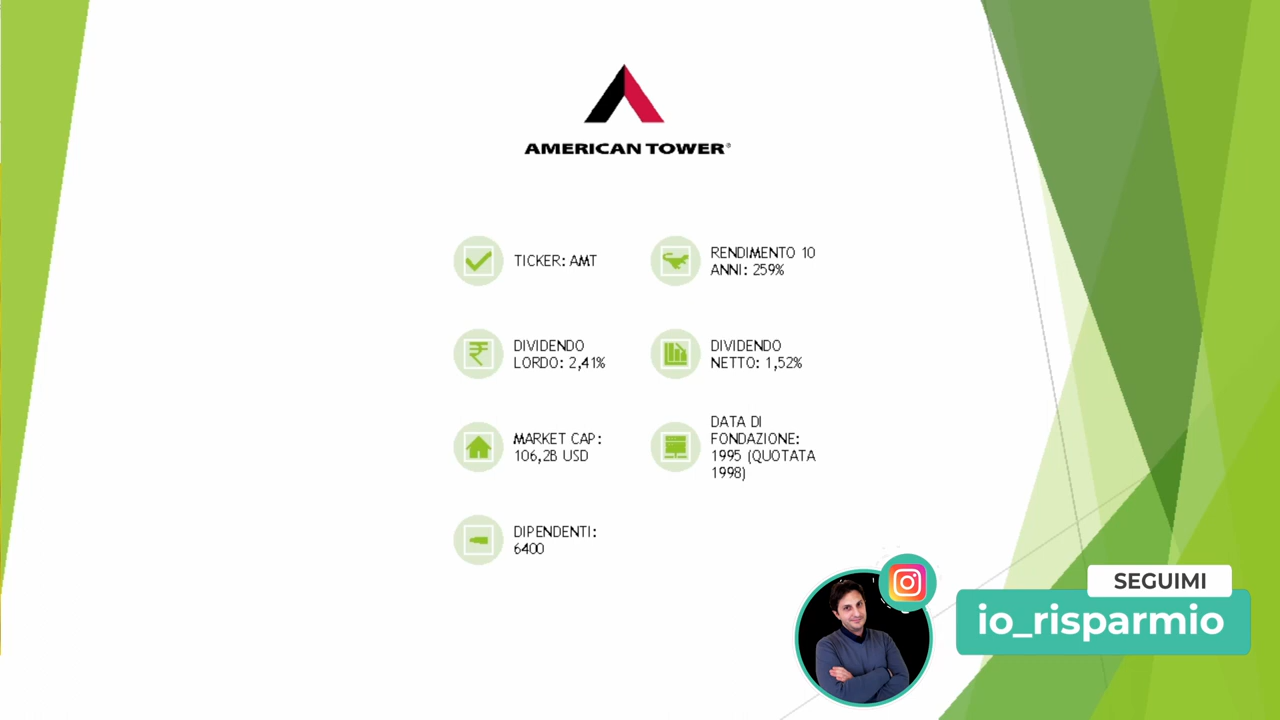 AMERICAN TOWER®
TICKER: AMT
RENDIMENTO 10
ANNI: 259%
DIVIDENDO
LORDO: 2,41%
DIVIDENDO
NETTO: 1,52%
MARKET CAP:
106,2B USD
DATA DI
FONDAZIONE:
1995 (QUOTATA
1998)
DIPENDENTI:
6400
SEGUIMI
io_risparmio